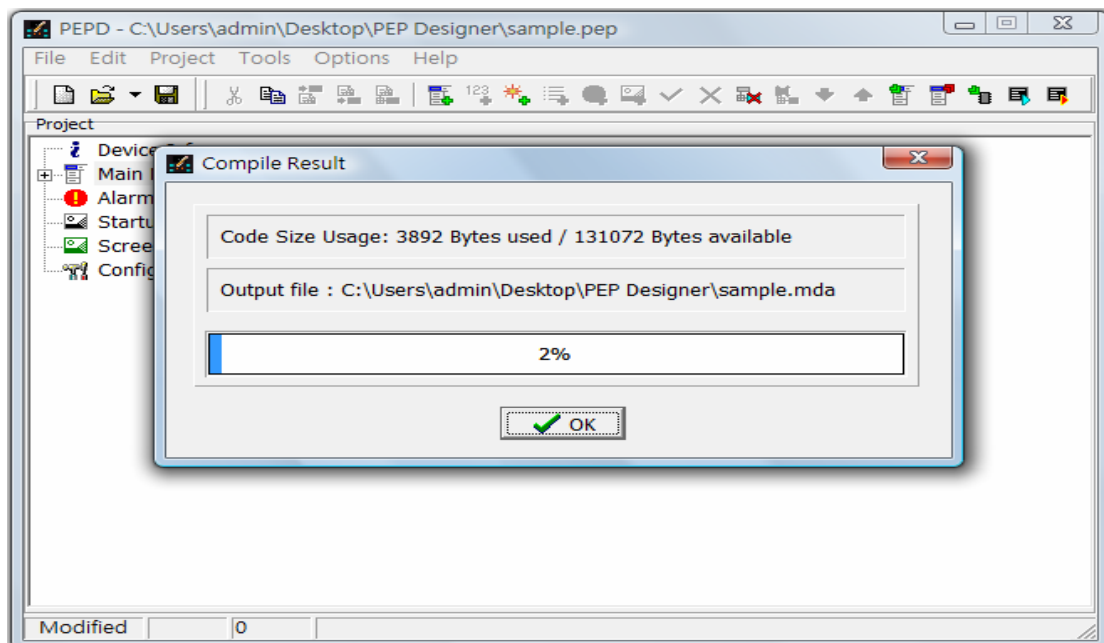 PEPD - C:\Users\admin\Desktop\PEP Designer\sample.pep
File Edit Project Tools Options Help
123
Project
Device
Main
Alarm
Startu
Scree
Config
Compile Result
Code Size Usage: 3892 Bytes used / 131072 Bytes available
Output file : C:\Users\admin\Desktop\PEP Designer\sample.mda
2%
OK
Modified 0